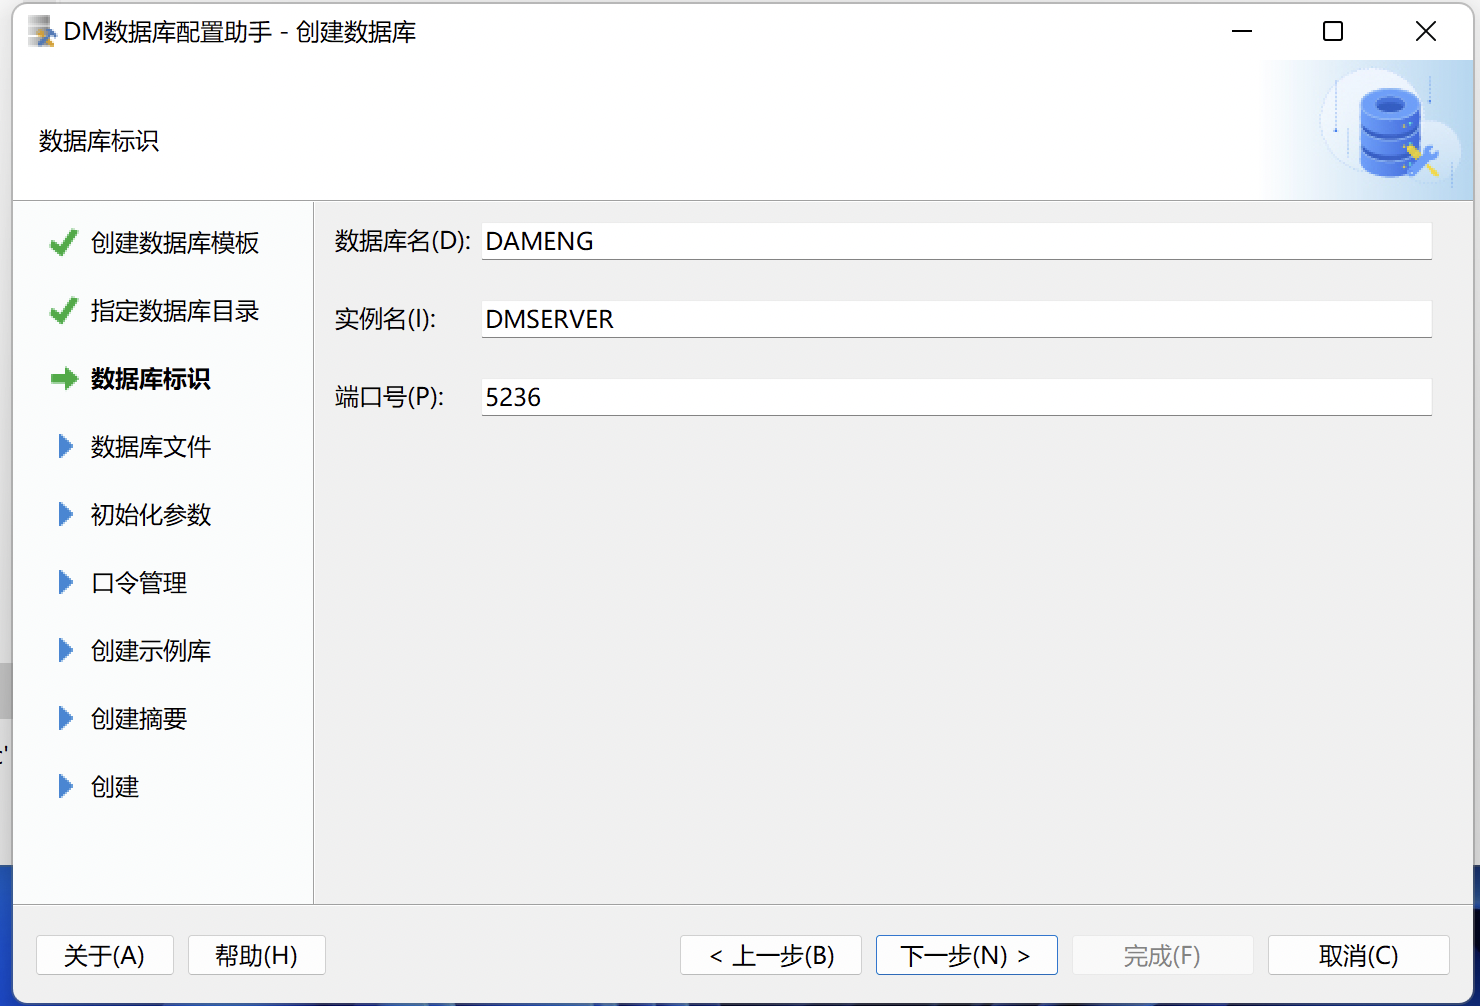 DM数据库配置助手 - 创建数据库
数据库标识
创建数据库模板
指定数据库目录
数据库标识
数据库文件
初始化参数
口令管理
创建示例库
创建摘要
创建
数据库名(D): DAMENG
实例名(I): DMSERVER
端口号(P): 5236
关于(A) 帮助(H) < 上一步(B) 下一步(N) > 完成(F) 取消(C)